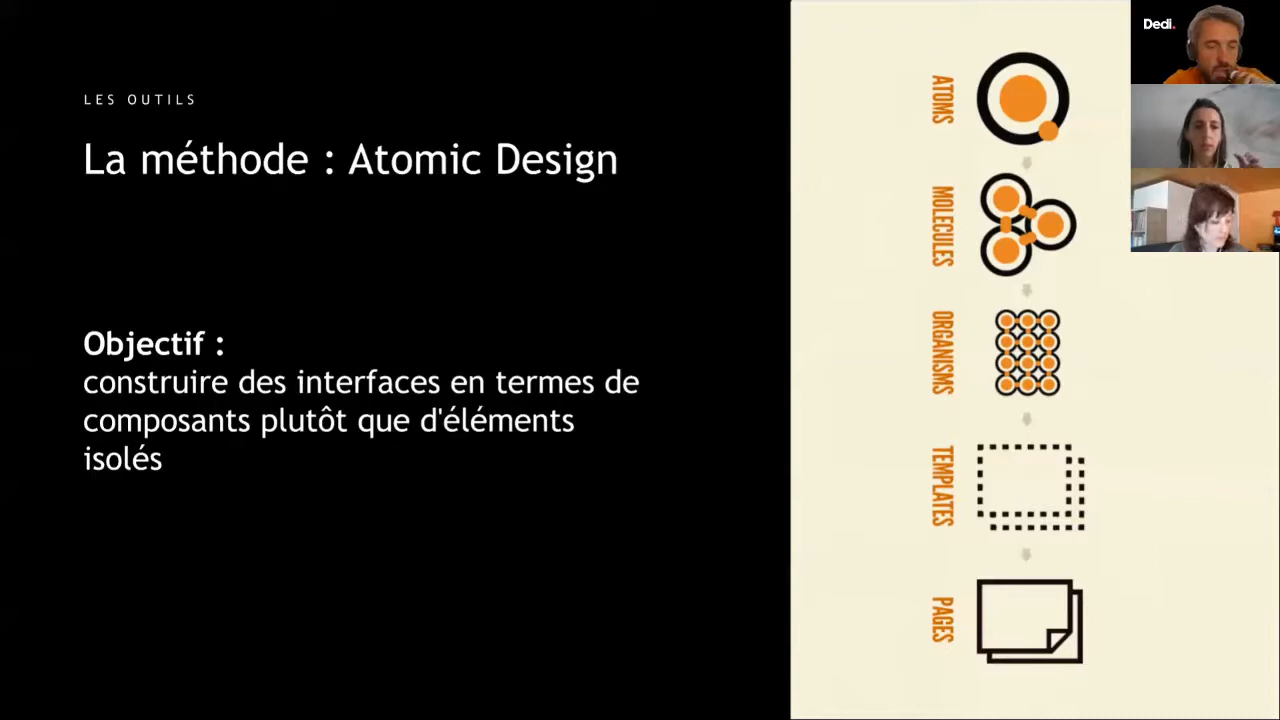 LES OUTILS
La méthode : Atomic Design
Objectif :
construire des interfaces en termes de
composants plutôt que d'éléments
isolés
ATOMS
MOLECULES
ORGANISMS
TEMPLATES
PAGES
Dedi.